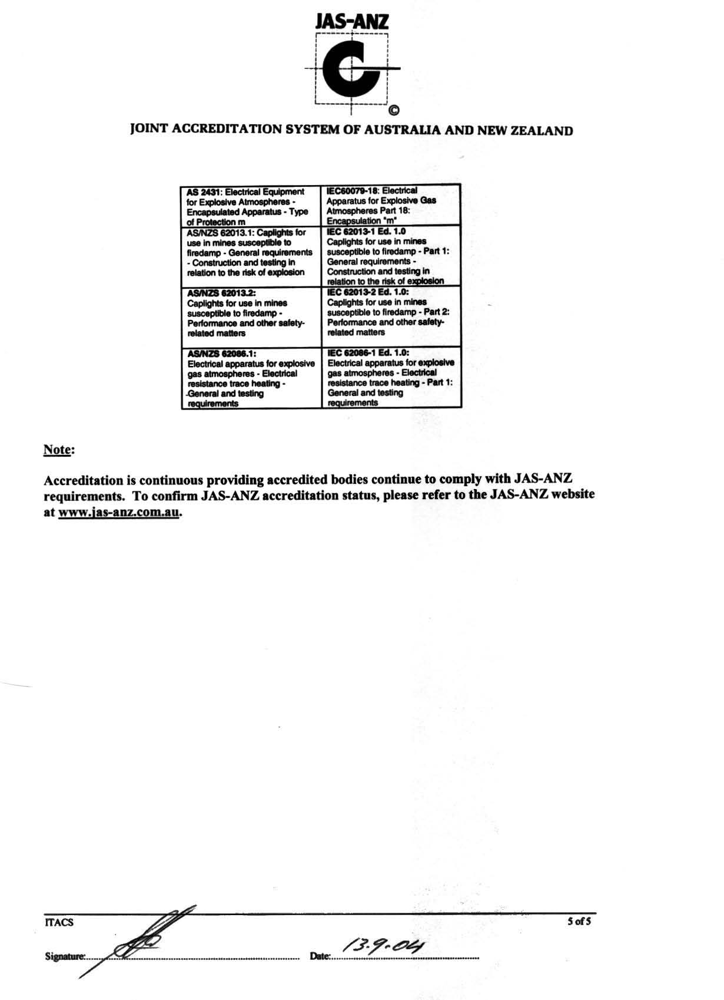 JAS-ANZ
©
JOINT ACCREDITATION SYSTEM OF AUSTRALIA AND NEW ZEALAND
AS 2431: Electrical Equipment
for Explosive Atmospheres -
Encapsulated Apparatus - Type
of Protection m
IEC60079-18: Electrical
Apparatus for Explosive Gas
Atmospheres Part 18:
Encapsulation "m"
AS/NZS 62013.1: Caplights for
use in mines susceptible to
firedamp - General requirements
- Construction and testing in
relation to the risk of explosion
IEC 62013-1 Ed. 1.0
Caplights for use in mines
susceptible to firedamp - Part 1:
General requirements -
Construction and testing in
relation to the risk of explosion
AS/NZS 62013.2:
Caplights for use in mines
susceptible to firedamp -
Performance and other safety-
related matters
IEC 62013-2 Ed. 1.0:
Caplights for use in mines
susceptible to firedamp - Part 2:
Performance and other safety-
related matters
AS/NZS 62086.1:
Electrical apparatus for explosive
gas atmospheres - Electrical
resistance trace heating -
-General and testing
requirements
IEC 62086-1 Ed. 1.0:
Electrical apparatus for explosive
gas atmospheres - Electrical
resistance trace heating - Part 1:
General and testing
requirements
Note:
Accreditation is continuous providing accredited bodies continue to comply with JAS-ANZ
requirements. To confirm JAS-ANZ accreditation status, please refer to the JAS-ANZ website
at www.jas-anz.com.au.
ITACS
5 of 5
Signature:
Date: 13.9.04